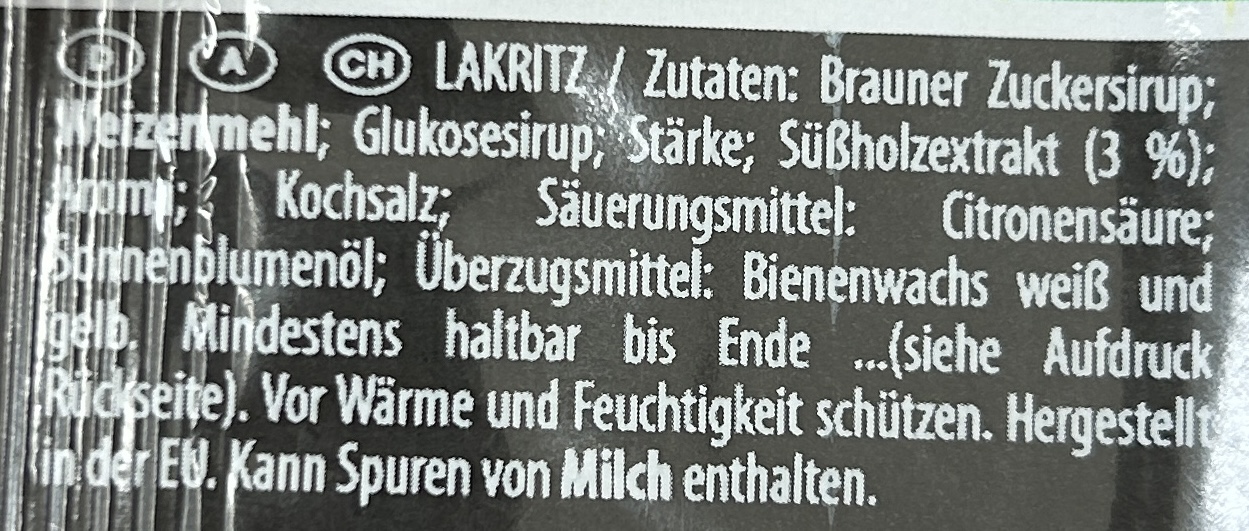 D A CH LAKRITZ / Zutaten: Brauner Zuckersirup;
Weizenmehl; Glukosesirup; Stärke; Süßholzextrakt (3 %);
Aroma; Kochsalz; Säuerungsmittel: Citronensäure;
Sonnenblumenöl; Überzugsmittel: Bienenwachs weiß und
gelb. Mindestens haltbar bis Ende ...(siehe Aufdruck
Rückseite). Vor Wärme und Feuchtigkeit schützen. Hergestellt
in der EU. Kann Spuren von Milch enthalten.